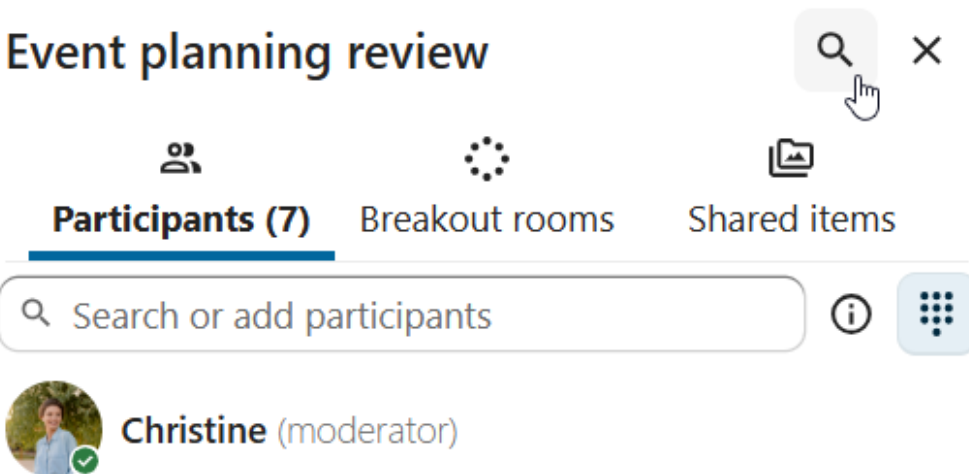 Event planning review
Participants (7)
Breakout rooms
Shared items
Search or add participants
Christine (moderator)